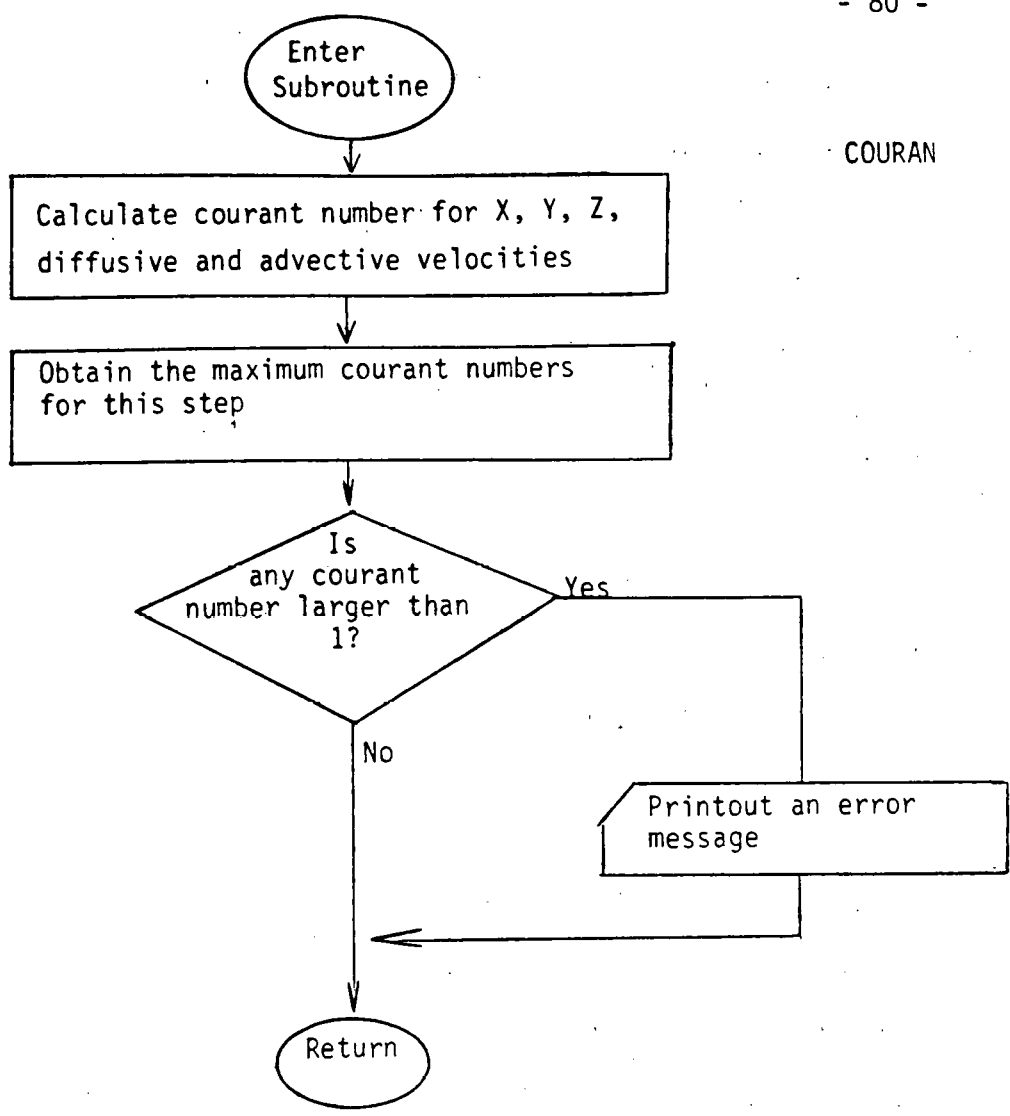 - 80 -
Enter
Subroutine
COURAN
Calculate courant number for X, Y, Z,
diffusive and advective velocities
Obtain the maximum courant numbers
for this step
Is
any courant
number larger than
1?
Yes
No
Printout an error
message
Return